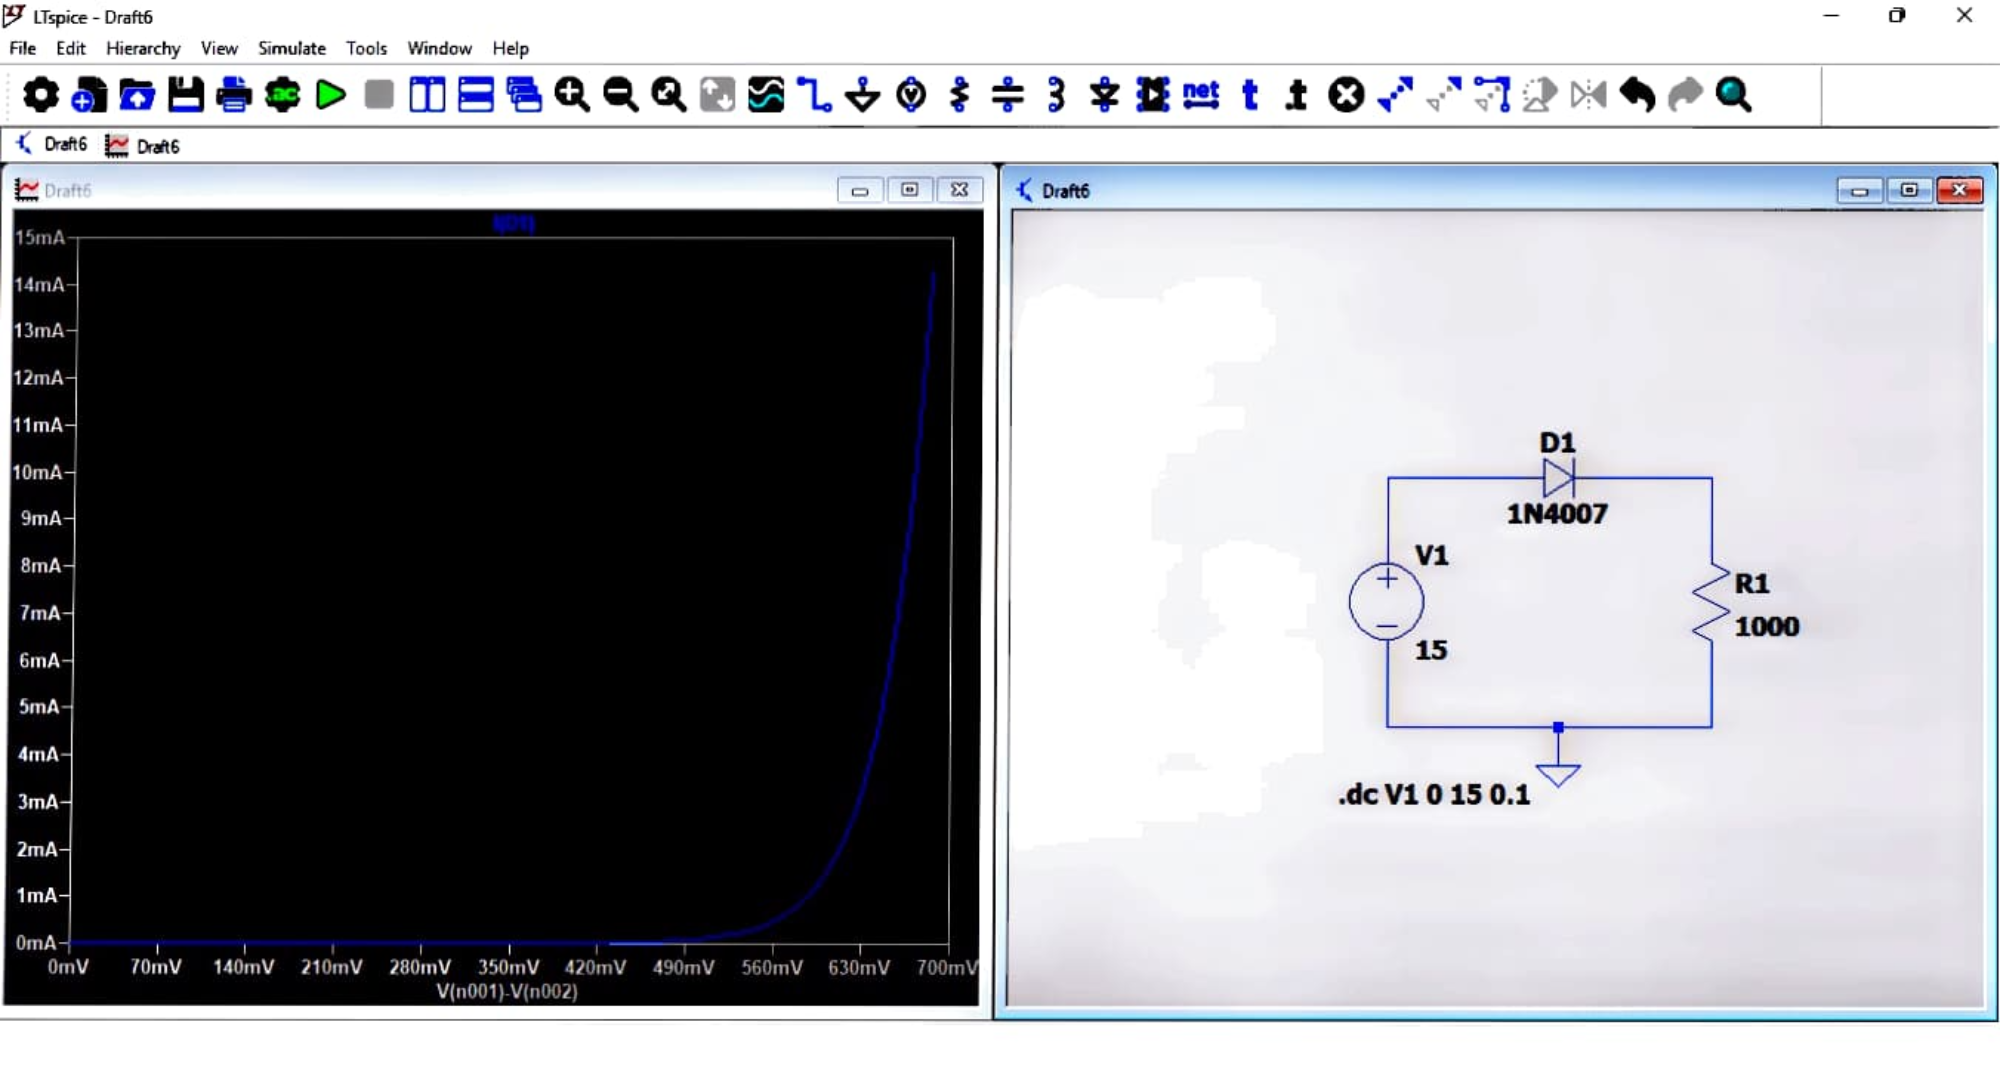 LTspice - Draft6
File Edit Hierarchy View Simulate Tools Window Help
ac net t .t
Draft6 Draft6
Draft6
I(D1)
15mA
14mA
13mA
12mA
11mA
10mA
9mA
8mA
7mA
6mA
5mA
4mA
3mA
2mA
1mA
0mA
0mV 70mV 140mV 210mV 280mV 350mV 420mV 490mV 560mV 630mV 700mV
V(n001)-V(n002)
Draft6
D1
1N4007
V1
15
R1
1000
.dc V1 0 15 0.1